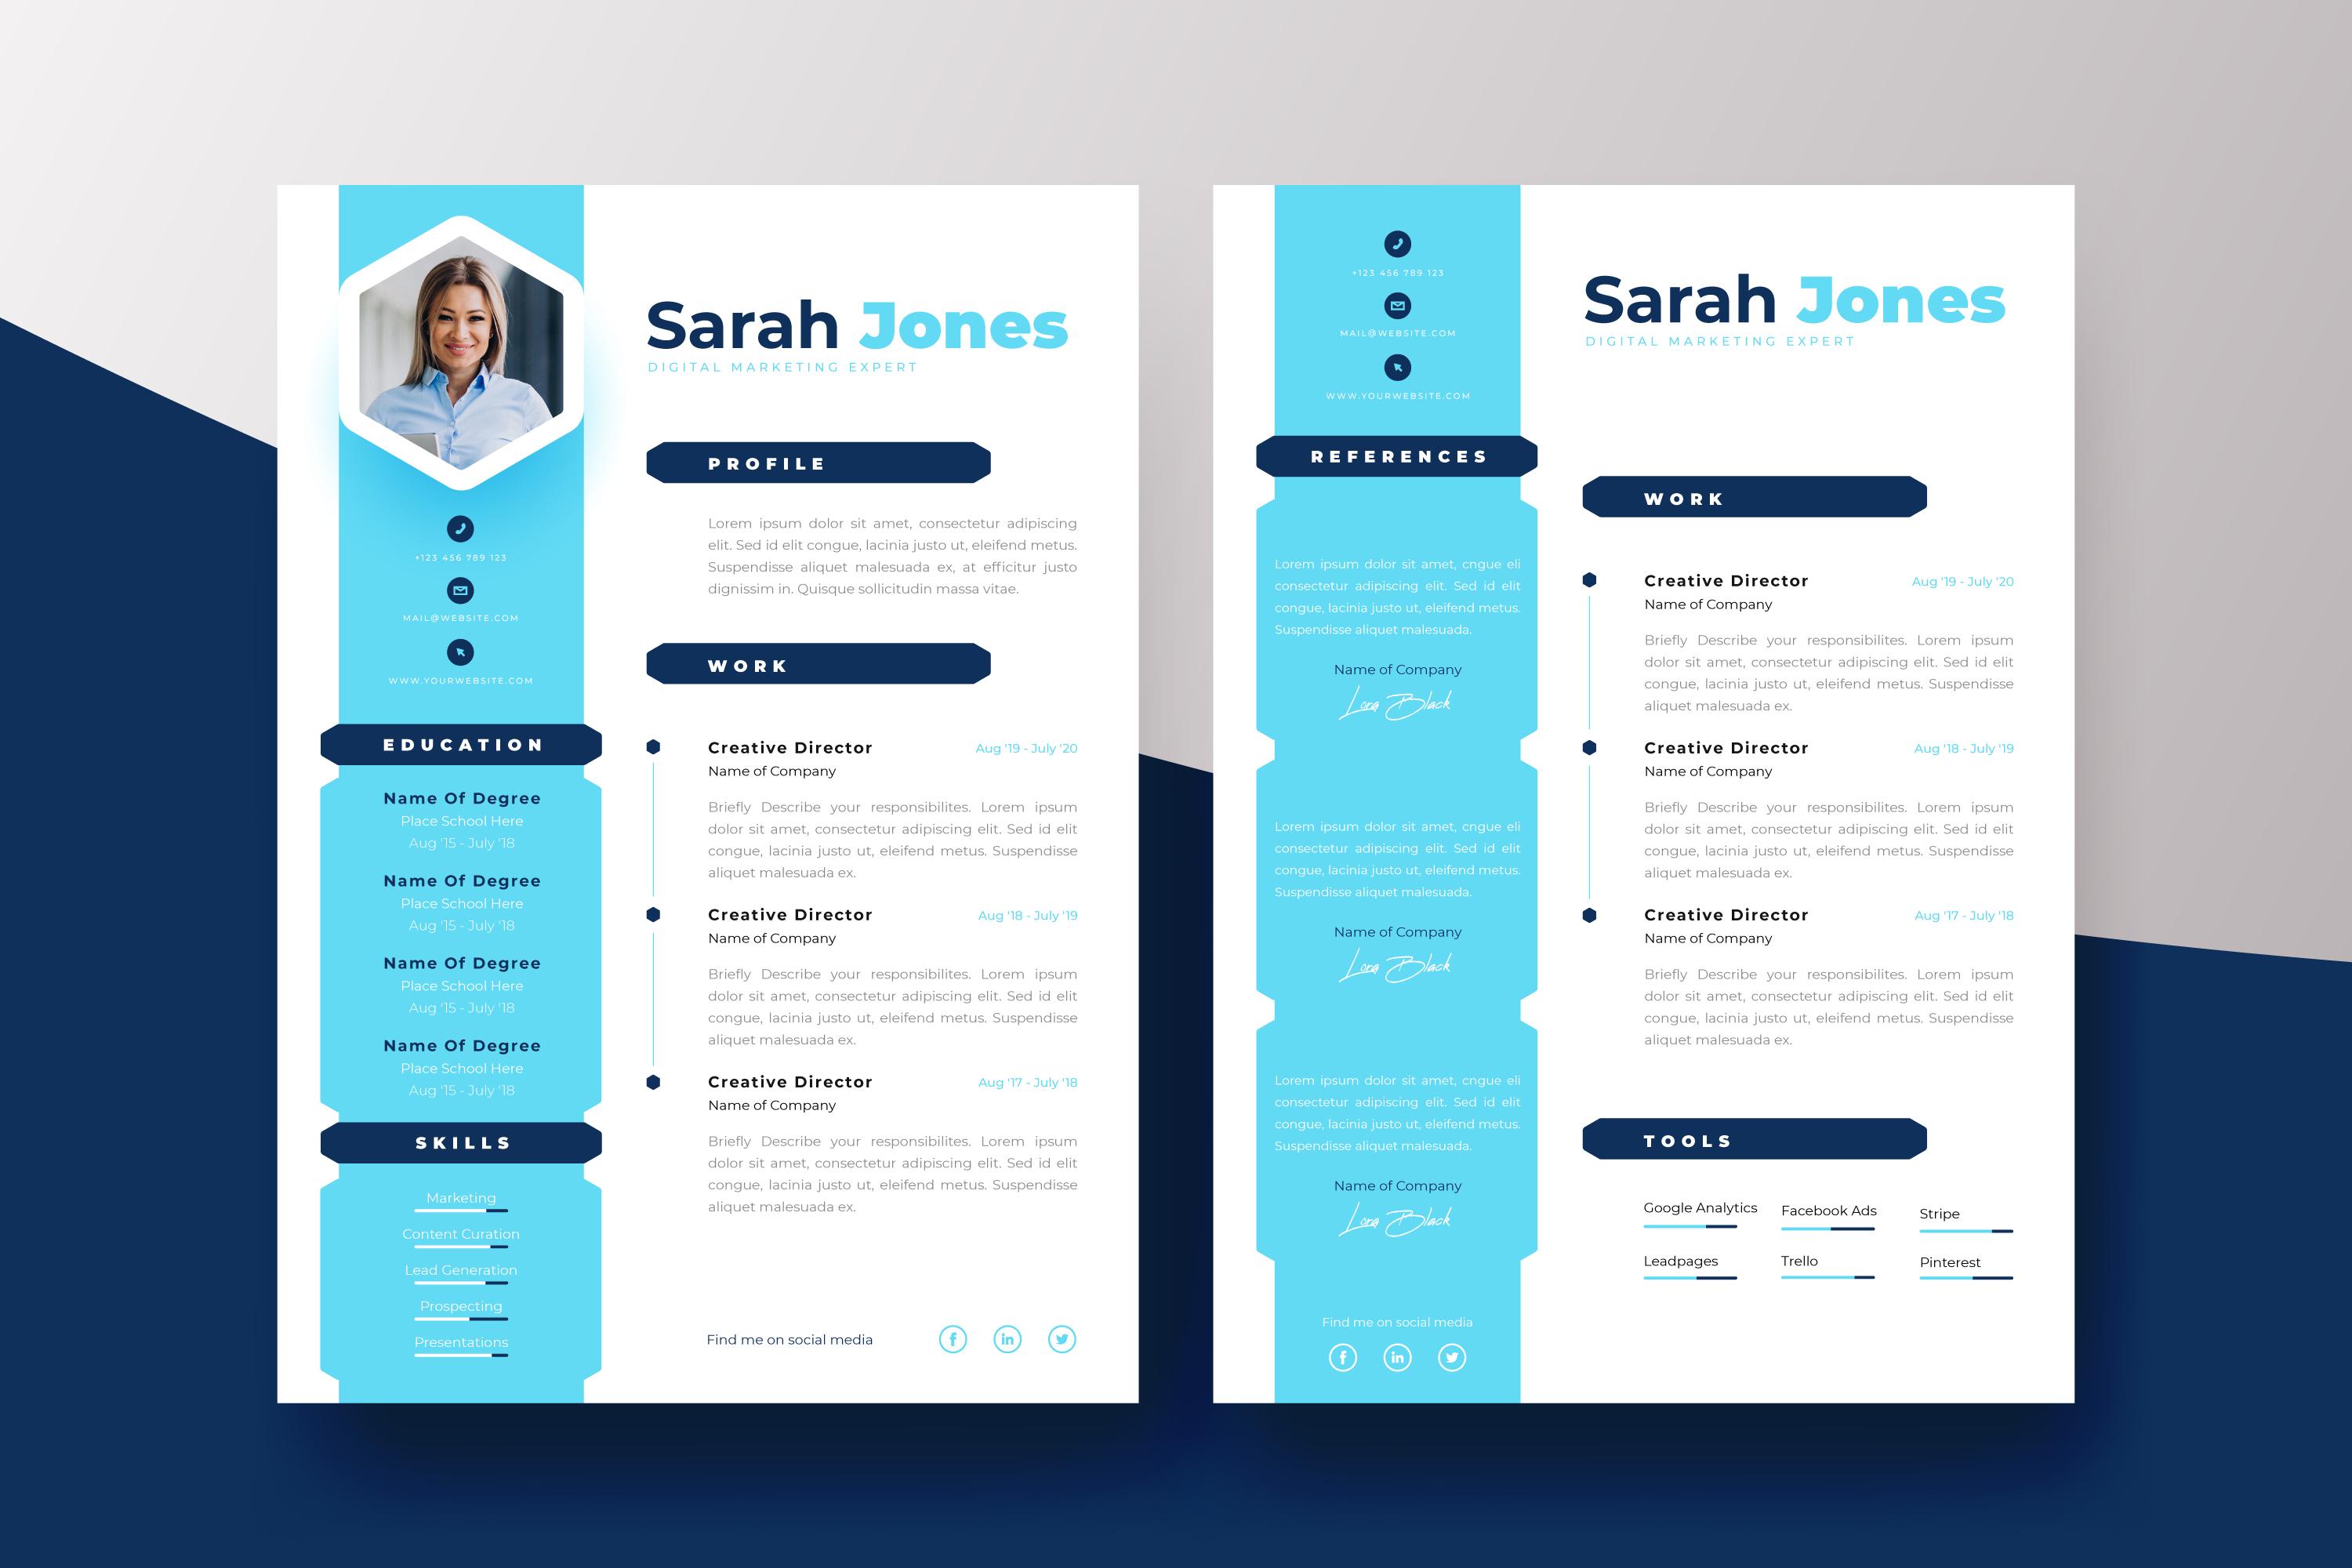 Sarah Jones
DIGITAL MARKETING EXPERT
+123 456 789 123
MAIL@WEBSITE.COM
WWW.YOURWEBSITE.COM
EDUCATION
Name Of Degree
Place School Here
Aug '15 - July '18
Name Of Degree
Place School Here
Aug '15 - July '18
Name Of Degree
Place School Here
Aug '15 - July '18
Name Of Degree
Place School Here
Aug '15 - July '18
SKILLS
Marketing
Content Curation
Lead Generation
Prospecting
Presentations
PROFILE
Lorem ipsum dolor sit amet, consectetur adipiscing
elit. Sed id elit congue, lacinia justo ut, eleifend metus.
Suspendisse aliquet malesuada ex, at efficitur justo
dignissim in. Quisque sollicitudin massa vitae.
WORK
Creative Director Aug '19 - July '20
Name of Company
Briefly Describe your responsibilites. Lorem ipsum
dolor sit amet, consectetur adipiscing elit. Sed id elit
congue, lacinia justo ut, eleifend metus. Suspendisse
aliquet malesuada ex.
Creative Director Aug '18 - July '19
Name of Company
Briefly Describe your responsibilites. Lorem ipsum
dolor sit amet, consectetur adipiscing elit. Sed id elit
congue, lacinia justo ut, eleifend metus. Suspendisse
aliquet malesuada ex.
Creative Director Aug '17 - July '18
Name of Company
Briefly Describe your responsibilites. Lorem ipsum
dolor sit amet, consectetur adipiscing elit. Sed id elit
congue, lacinia justo ut, eleifend metus. Suspendisse
aliquet malesuada ex.
Find me on social media
f
in
+123 456 789 123
MAIL@WEBSITE.COM
WWW.YOURWEBSITE.COM
REFERENCES
Lorem ipsum dolor sit amet, cngue eli
consectetur adipiscing elit. Sed id elit
congue, lacinia justo ut, eleifend metus.
Suspendisse aliquet malesuada.
Name of Company
Lora Black
Lorem ipsum dolor sit amet, cngue eli
consectetur adipiscing elit. Sed id elit
congue, lacinia justo ut, eleifend metus.
Suspendisse aliquet malesuada.
Name of Company
Lora Black
Lorem ipsum dolor sit amet, cngue eli
consectetur adipiscing elit. Sed id elit
congue, lacinia justo ut, eleifend metus.
Suspendisse aliquet malesuada.
Name of Company
Lora Black
Find me on social media
f
in
Sarah Jones
DIGITAL MARKETING EXPERT
WORK
Creative Director Aug '19 - July '20
Name of Company
Briefly Describe your responsibilites. Lorem ipsum
dolor sit amet, consectetur adipiscing elit. Sed id elit
congue, lacinia justo ut, eleifend metus. Suspendisse
aliquet malesuada ex.
Creative Director Aug '18 - July '19
Name of Company
Briefly Describe your responsibilites. Lorem ipsum
dolor sit amet, consectetur adipiscing elit. Sed id elit
congue, lacinia justo ut, eleifend metus. Suspendisse
aliquet malesuada ex.
Creative Director Aug '17 - July '18
Name of Company
Briefly Describe your responsibilites. Lorem ipsum
dolor sit amet, consectetur adipiscing elit. Sed id elit
congue, lacinia justo ut, eleifend metus. Suspendisse
aliquet malesuada ex.
TOOLS
Google Analytics Facebook Ads Stripe
Leadpages Trello Pinterest